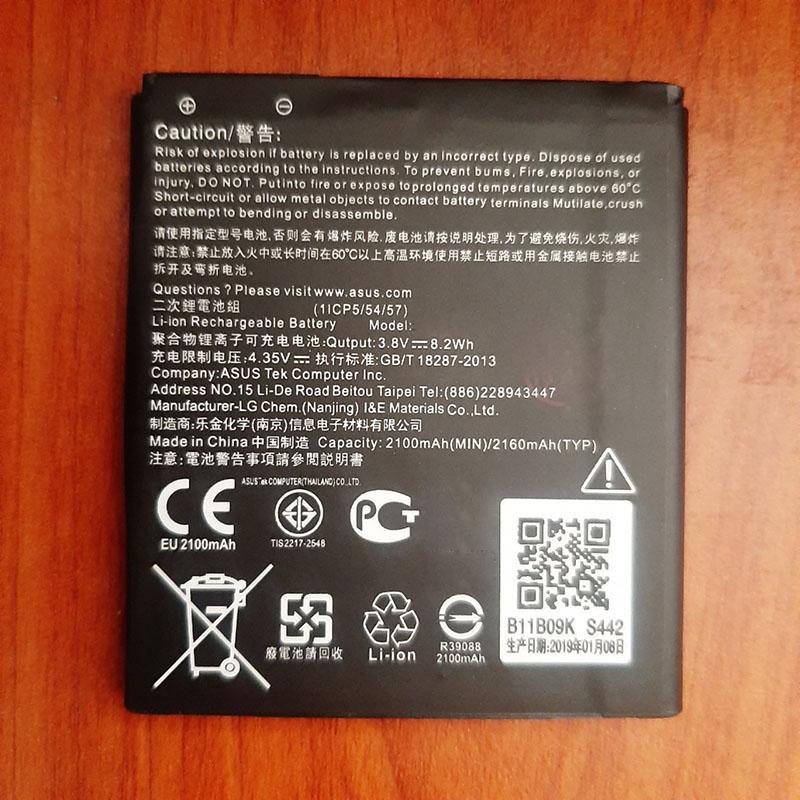 ⊕ ⊖
Caution/警告:
Risk of explosion if battery is replaced by an incorrect type. Dispose of used
batteries according to the instructions. To prevent bums, Fire,explosions, or
injury, DO NOT. Putinto fire or expose to prolonged temperatures above 60°C
Short-circuit or allow metal objects to contact battery terminals Mutilate,crush
or attempt to bending or disassemble.
请使用指定型号电池,否则会有爆炸风险.废电池请按说明处理,为了避免烧伤,火灾,爆炸
请注意:禁止放入火中或长时间在60℃以上高温环境使用禁止短路或用金属接触电池禁止
拆开及弯折电池。
Questions ? Please visit www.asus.com
二次鋰電池組 (1ICP5/54/57)
Li-ion Rechargeable Battery Model:
聚合物锂离子可充电电池:Qutput: 3.8V⎓8.2Wh
充电限制电压: 4.35V⎓ 执行标准:GB/T 18287-2013
Company:ASUS Tek Computer Inc.
Address NO.15 Li-De Road Beitou Taipei Tel:(886)228943447
Manufacturer-LG Chem.(Nanjing) I&E Materials Co.,Ltd.
制造商:乐金化学(南京)信息电子材料有限公司
Made in China 中国制造 Capacity: 2100mAh(MIN)/2160mAh(TYP)
注意:電池警告事項請參閱説明書
ASUS Tek COMPUTER(THAILAND) CO.,LTD.
CE
EU 2100mAh
TIS2217-2548
PCT
廢電池請回收
Li-ion
R39088
2100mAh
B11B09K S442
生产日期:2019年01月08日